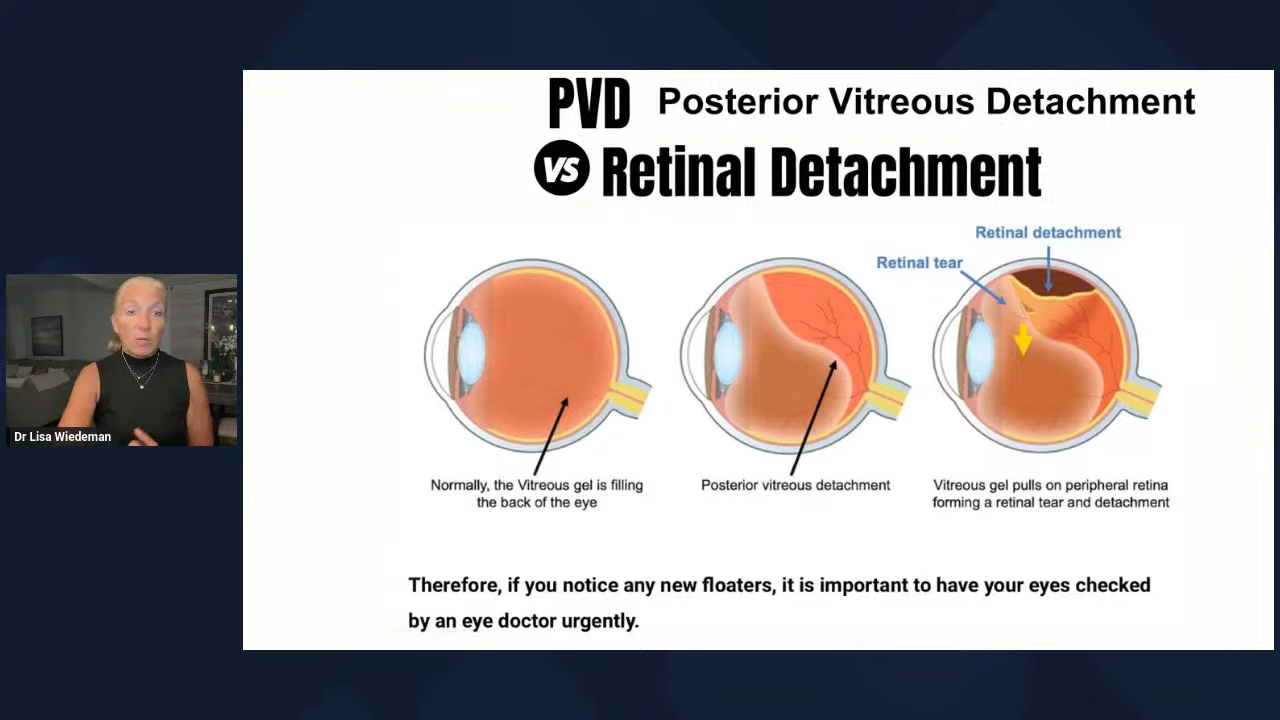 PVD Posterior Vitreous Detachment
VS Retinal Detachment
Retinal detachment
Retinal tear
Normally, the Vitreous gel is filling
the back of the eye
Posterior vitreous detachment
Vitreous gel pulls on peripheral retina
forming a retinal tear and detachment
Therefore, if you notice any new floaters, it is important to have your eyes checked
by an eye doctor urgently.
Dr Lisa Wiedeman